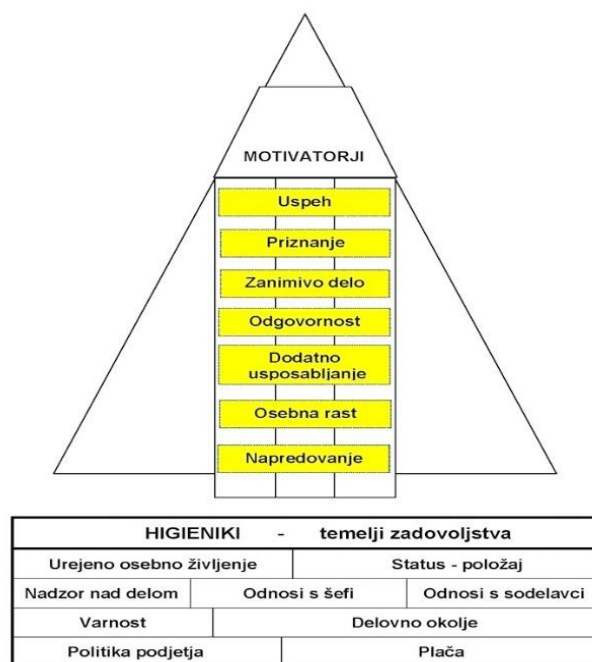 MOTIVATORJI
Uspeh
Priznanje
Zanimivo delo
Odgovornost
Dodatno
usposabljanje
Osebna rast
Napredovanje
HIGIENIKI - temelji zadovoljstva
Urejeno osebno življenje Status - položaj
Nadzor nad delom Odnosi s šefi Odnosi s sodelavci
Varnost Delovno okolje
Politika podjetja Plača